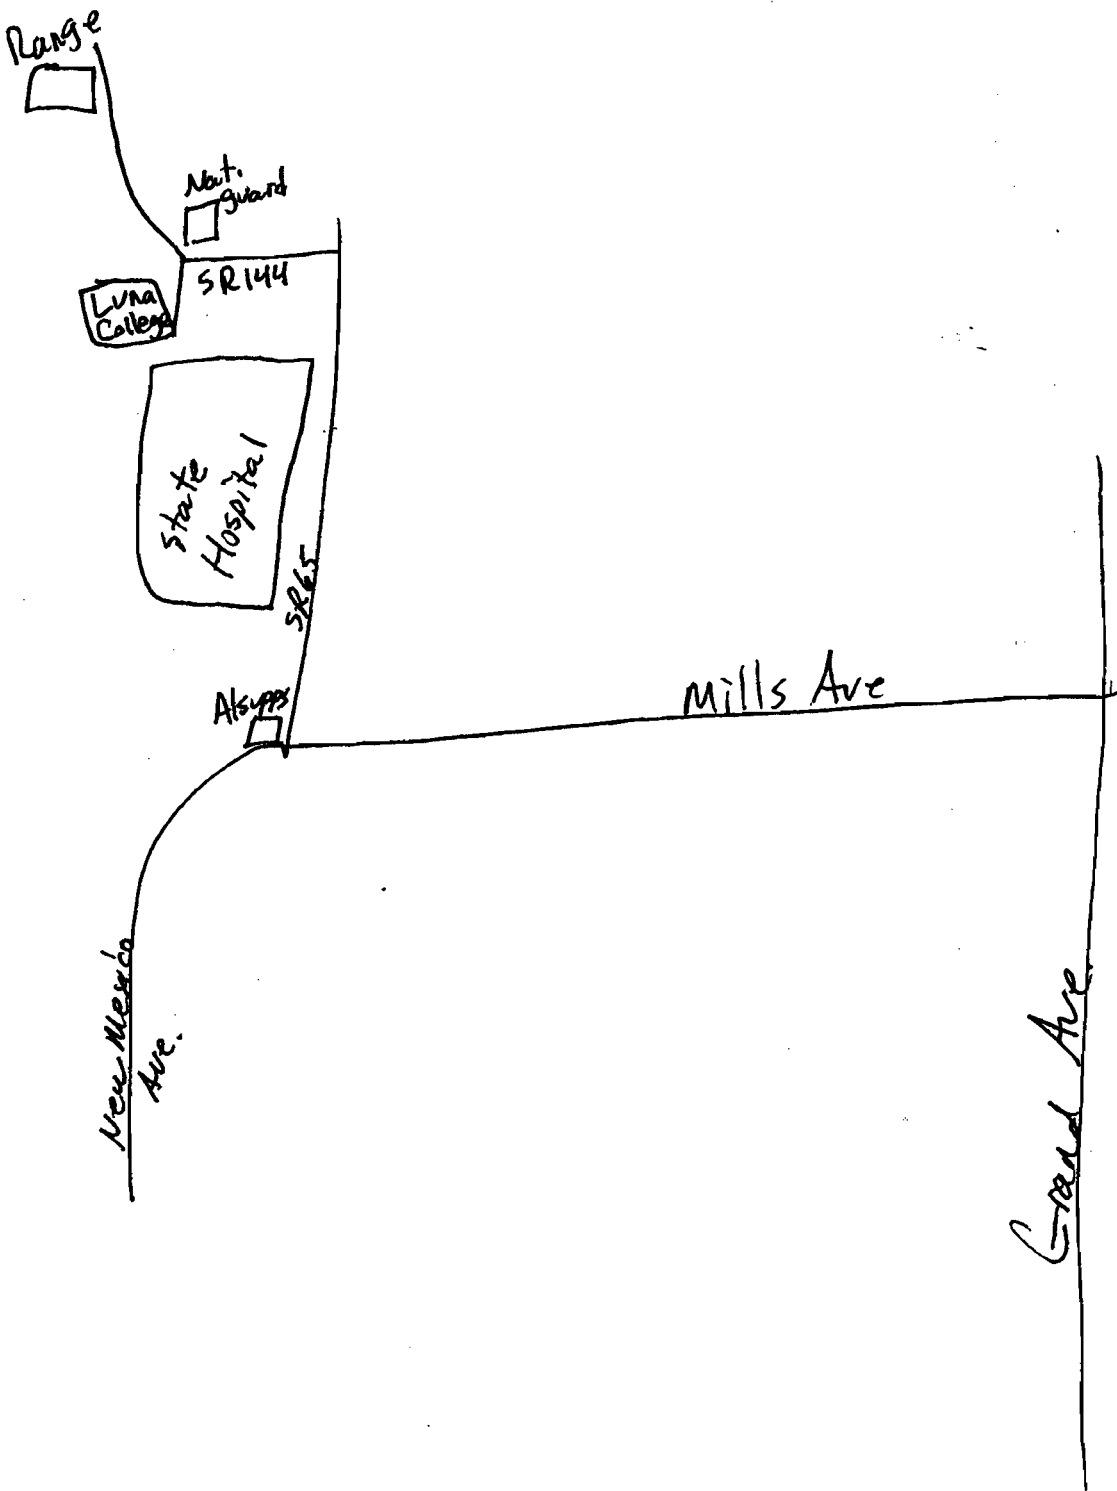 Range
Nat.
guard
SR144
Luna
College
State
Hospital
SR65
Alsupps
Mills Ave
New Mexico
Ave.
Grand Ave